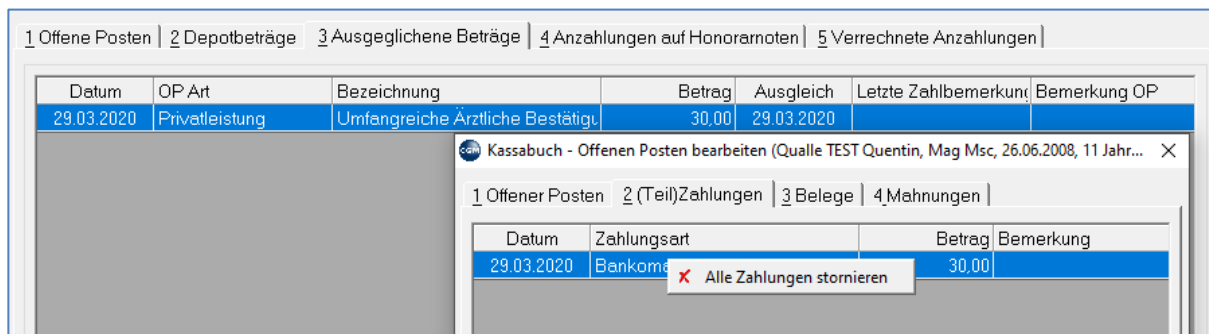 1 Offene Posten 2 Depotbeträge 3 Ausgeglichene Beträge 4 Anzahlungen auf Honorarnoten 5 Verrechnete Anzahlungen
Datum OP Art Bezeichnung Betrag Ausgleich Letzte Zahlbemerkung Bemerkung OP
29.03.2020 Privatleistung Umfangreiche Ärztliche Bestätigu 30,00 29.03.2020
CGM Kassabuch - Offenen Posten bearbeiten (Qualle TEST Quentin, Mag Msc, 26.06.2008, 11 Jahr...
1 Offener Posten 2 (Teil)Zahlungen 3 Belege 4 Mahnungen
Datum Zahlungsart Betrag Bemerkung
29.03.2020 Bankoma 30,00
Alle Zahlungen stornieren